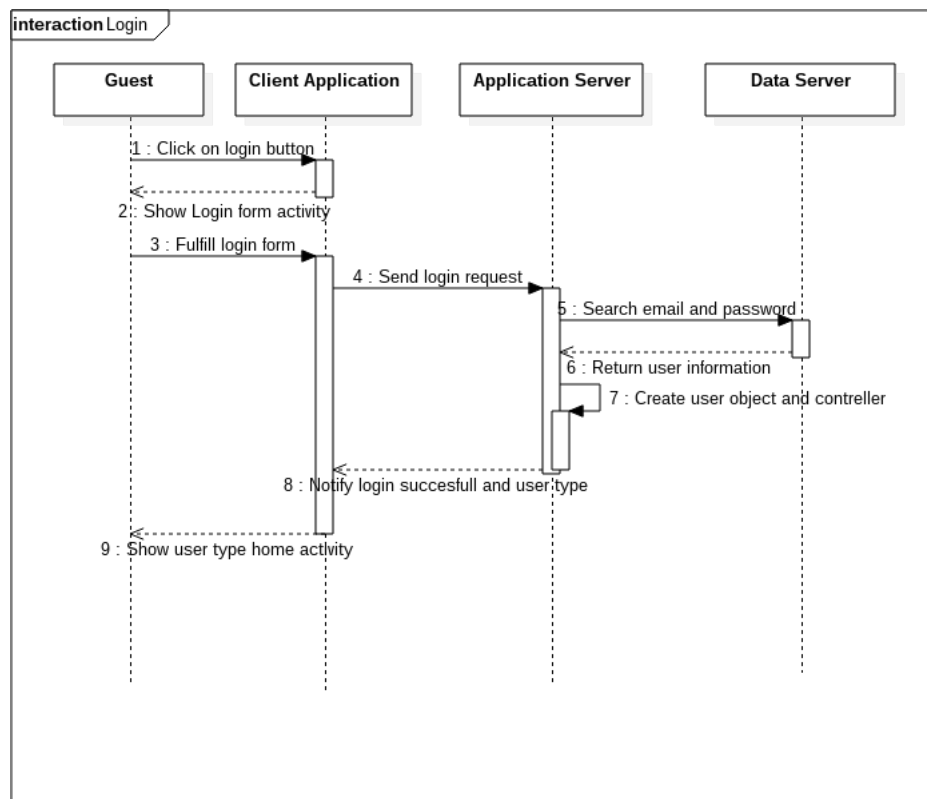 interaction Login
Guest
Client Application
Application Server
Data Server
1 : Click on login button
2 : Show Login form activity
3 : Fulfill login form
4 : Send login request
5 : Search email and password
6 : Return user information
7 : Create user object and contreller
8 : Notify login succesfull and user type
9 : Show user type home activity